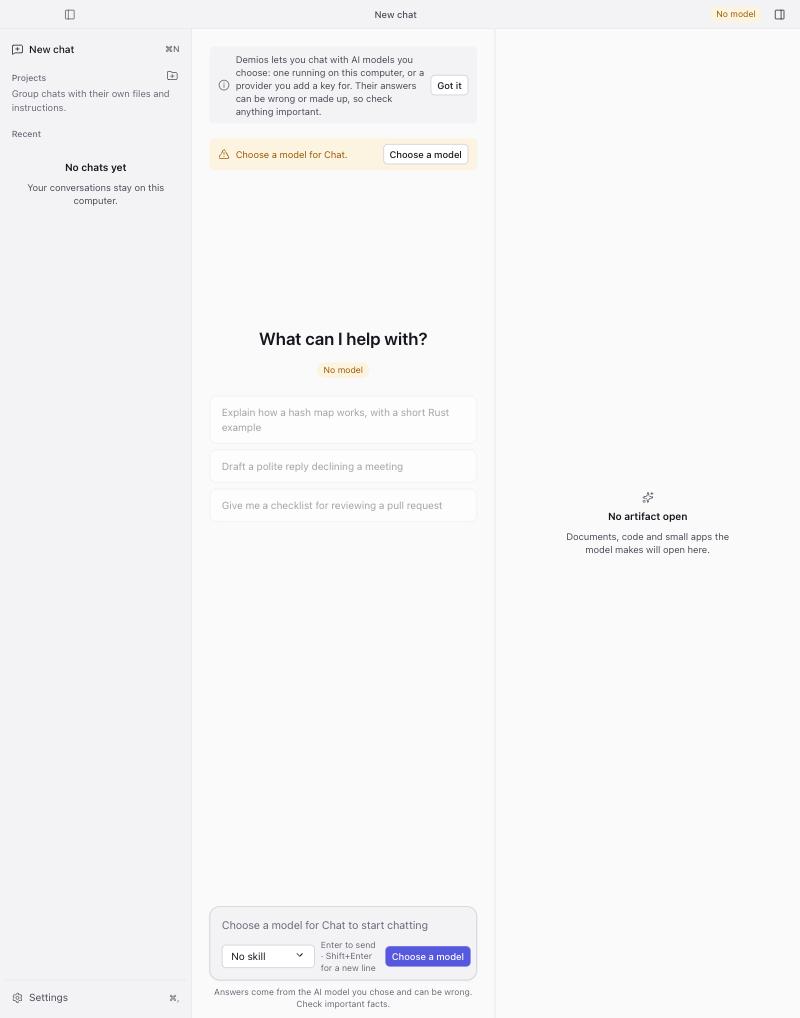 New chat
No model
New chat ⌘N
Projects
Group chats with their own files and
instructions.
Recent
No chats yet
Your conversations stay on this
computer.
Settings ⌘,
Demios lets you chat with AI models you
choose: one running on this computer, or a
provider you add a key for. Their answers
can be wrong or made up, so check
anything important.
Got it
Choose a model for Chat.
Choose a model
What can I help with?
No model
Explain how a hash map works, with a short Rust
example
Draft a polite reply declining a meeting
Give me a checklist for reviewing a pull request
Choose a model for Chat to start chatting
No skill
Enter to send
· Shift+Enter
for a new line
Choose a model
Answers come from the AI model you chose and can be wrong.
Check important facts.
No artifact open
Documents, code and small apps the
model makes will open here.